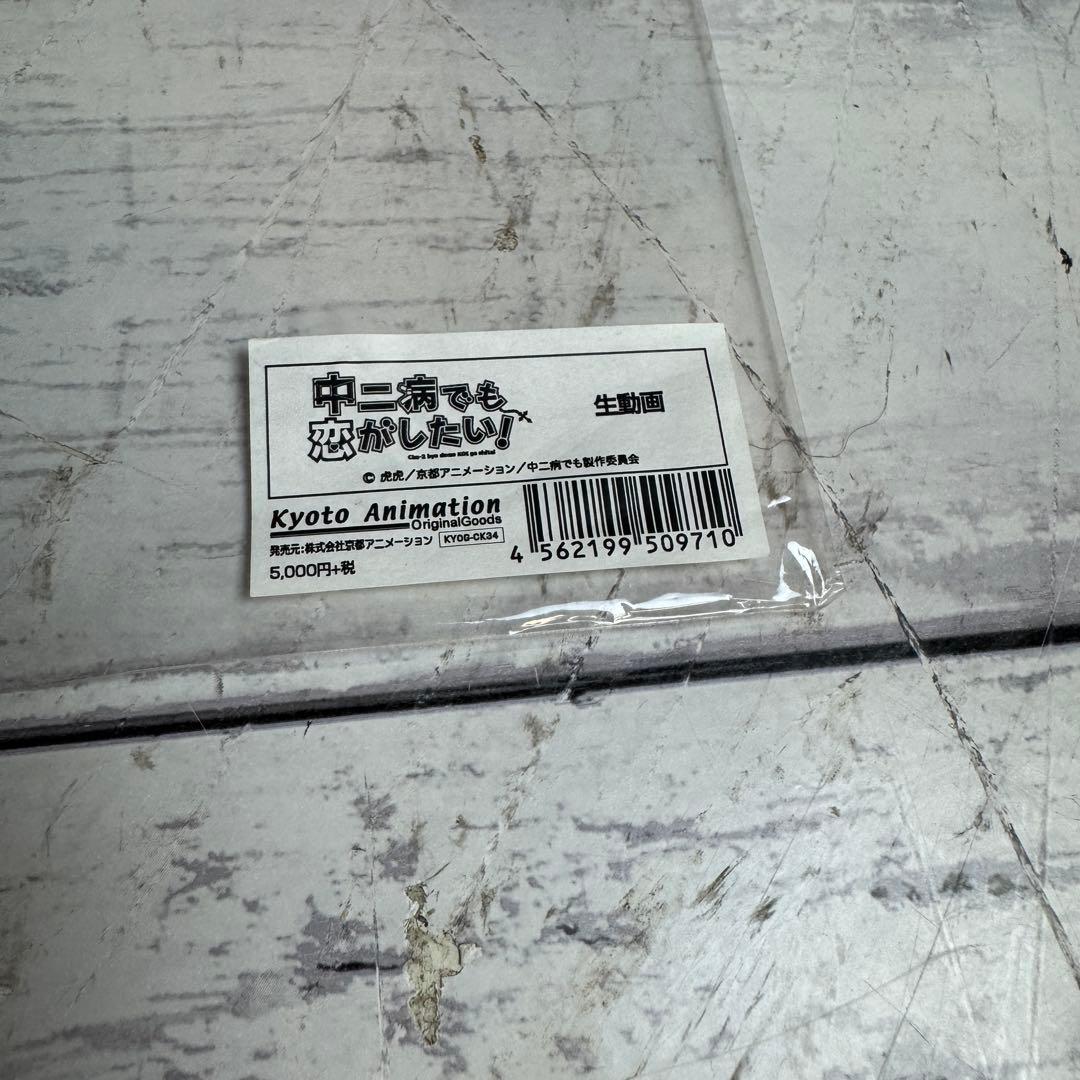 中二病でも
恋がしたい!
Chu-2 byo demo KOI ga shitai
生動画
© 虎虎/京都アニメーション/中二病でも製作委員会
Kyoto Animation
OriginalGoods
発売元:株式会社京都アニメーション KYOG-CK34
5,000円+税
4 562199 509710